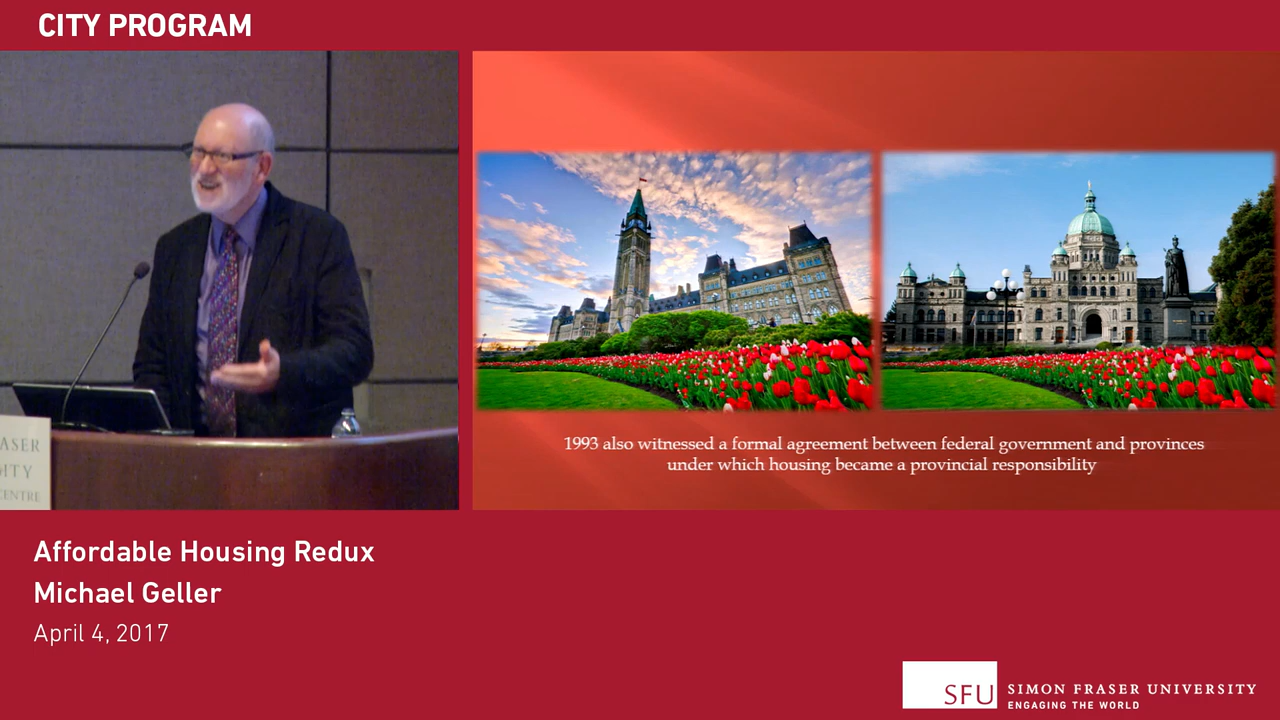 CITY PROGRAM
1993 also witnessed a formal agreement between federal government and provinces
under which housing became a provincial responsibility
CENTRE
Affordable Housing Redux
Michael Geller
April 4, 2017
SFU
SIMON FRASER UNIVERSITY
ENGAGING THE WORLD